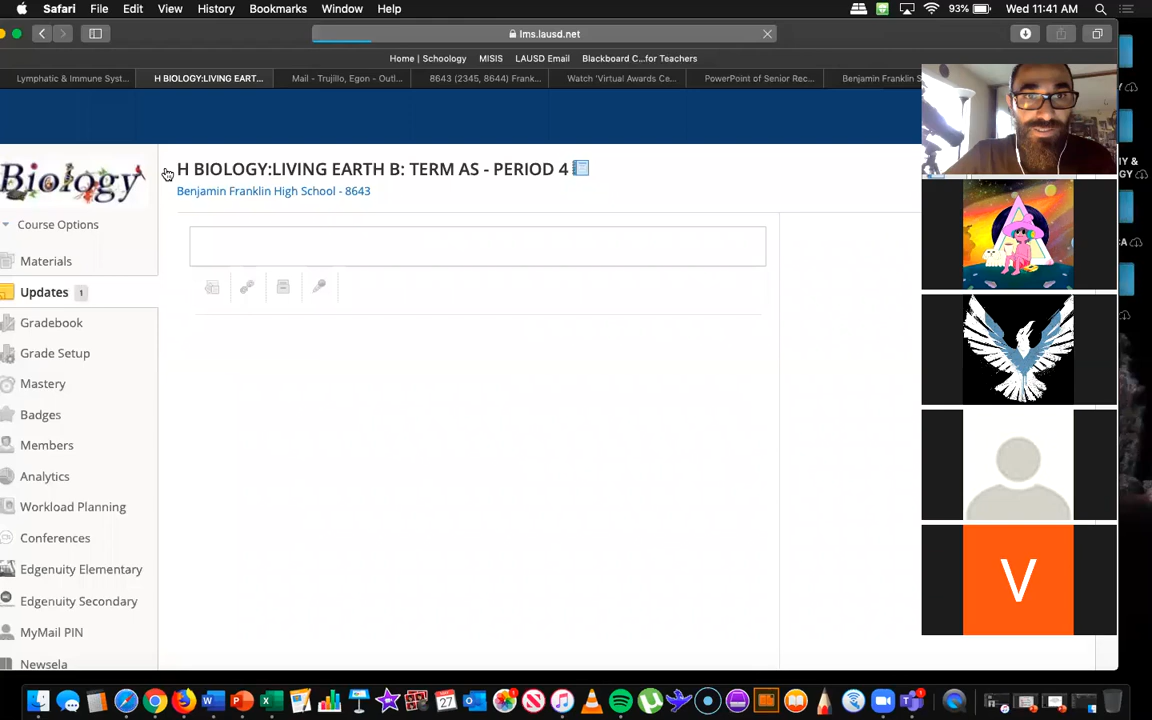 Safari File Edit View History Bookmarks Window Help 93% Wed 11:41 AM
lms.lausd.net
Home | Schoology MISIS LAUSD Email Blackboard C...for Teachers
Lymphatic & Immune Syst... H BIOLOGY:LIVING EART... Mail - Trujillo, Egon - Outl... 8643 (2345, 8644) Frank... Watch 'Virtual Awards Ce... PowerPoint of Senior Rec... Benjamin Franklin S
Biology
H BIOLOGY:LIVING EARTH B: TERM AS - PERIOD 4
Benjamin Franklin High School - 8643
Course Options
Materials
Updates 1
Gradebook
Grade Setup
Mastery
Badges
Members
Analytics
Workload Planning
Conferences
Edgenuity Elementary
Edgenuity Secondary
MyMail PIN
Newsela
V
27